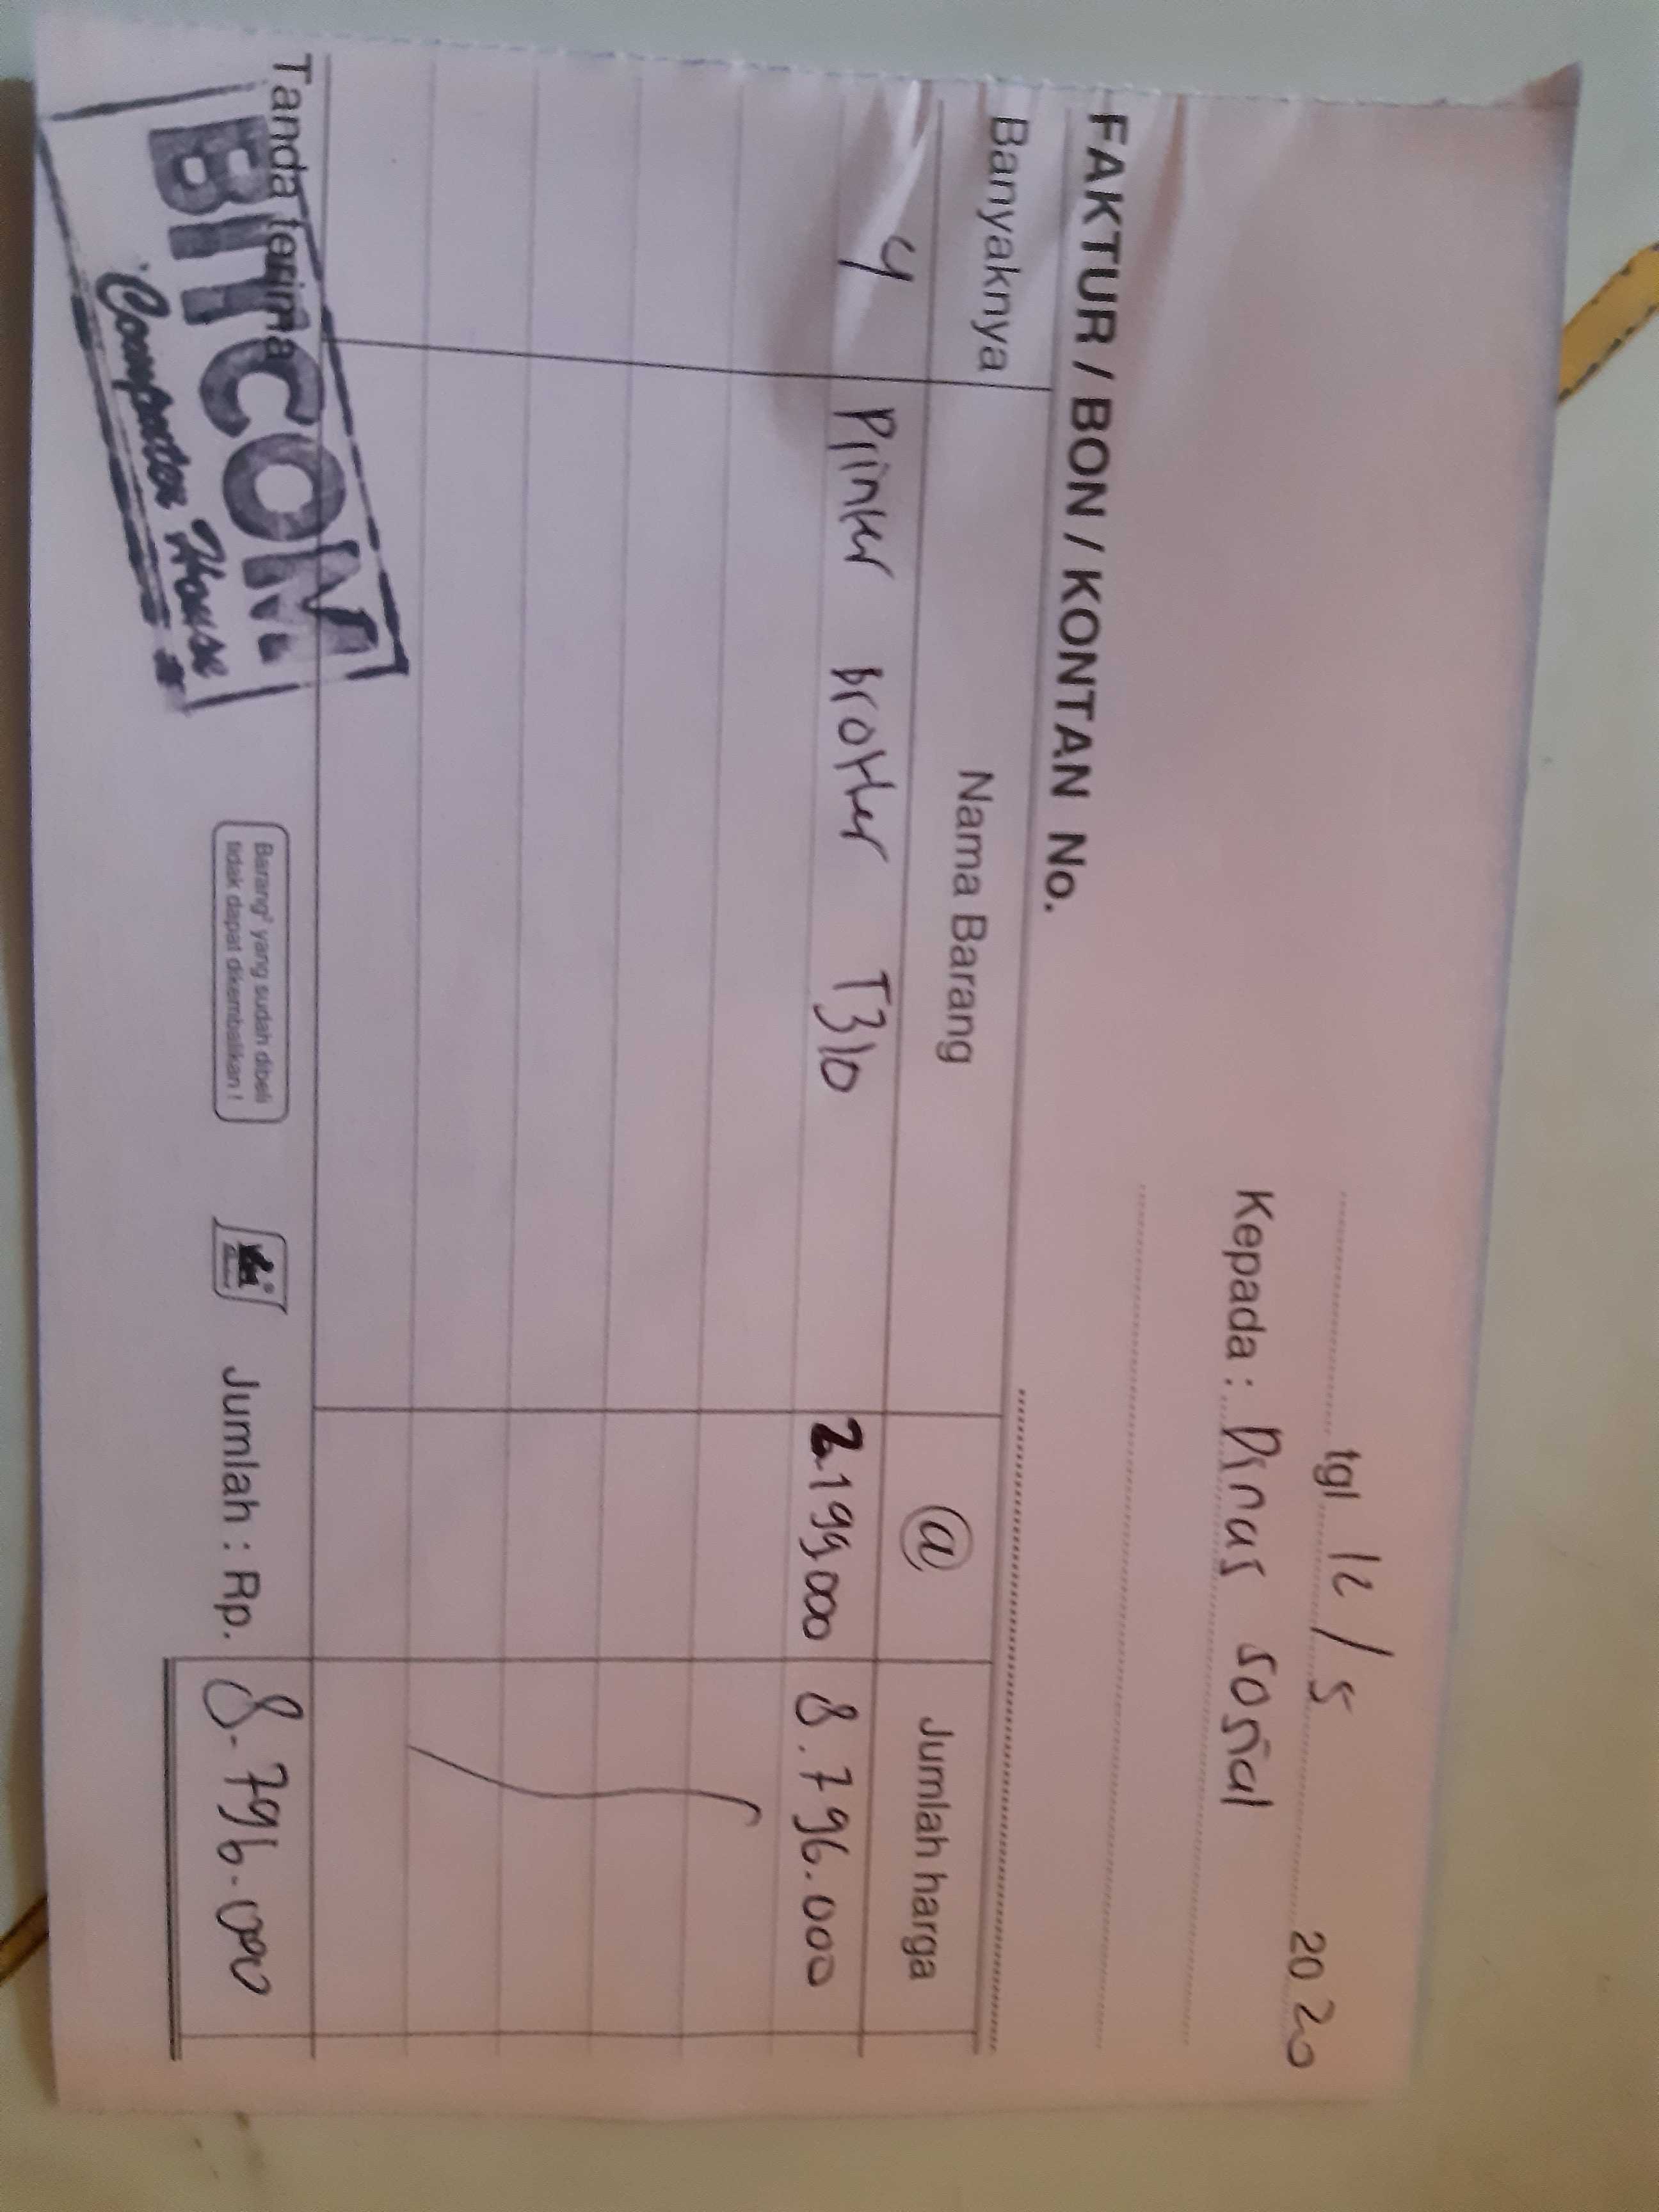 tgl 12/5 2020
Kepada : Dinas sosial
FAKTUR / BON / KONTAN No.
Banyaknya Nama Barang @ Jumlah harga
4 Printer brother T310 2.199000 8.796.000
Tanda terima
BITCOM
Computer House
Barang² yang sudah dibeli
tidak dapat dikembalikan !
Jumlah : Rp. 8.796.000